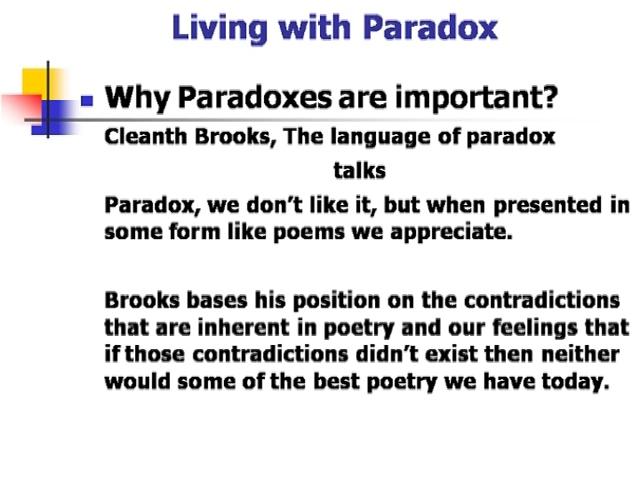 Living with Paradox
Why Paradoxes are important?
Cleanth Brooks, The language of paradox
talks
Paradox, we don't like it, but when presented in
some form like poems we appreciate.
Brooks bases his position on the contradictions
that are inherent in poetry and our feelings that
if those contradictions didn't exist then neither
would some of the best poetry we have today.